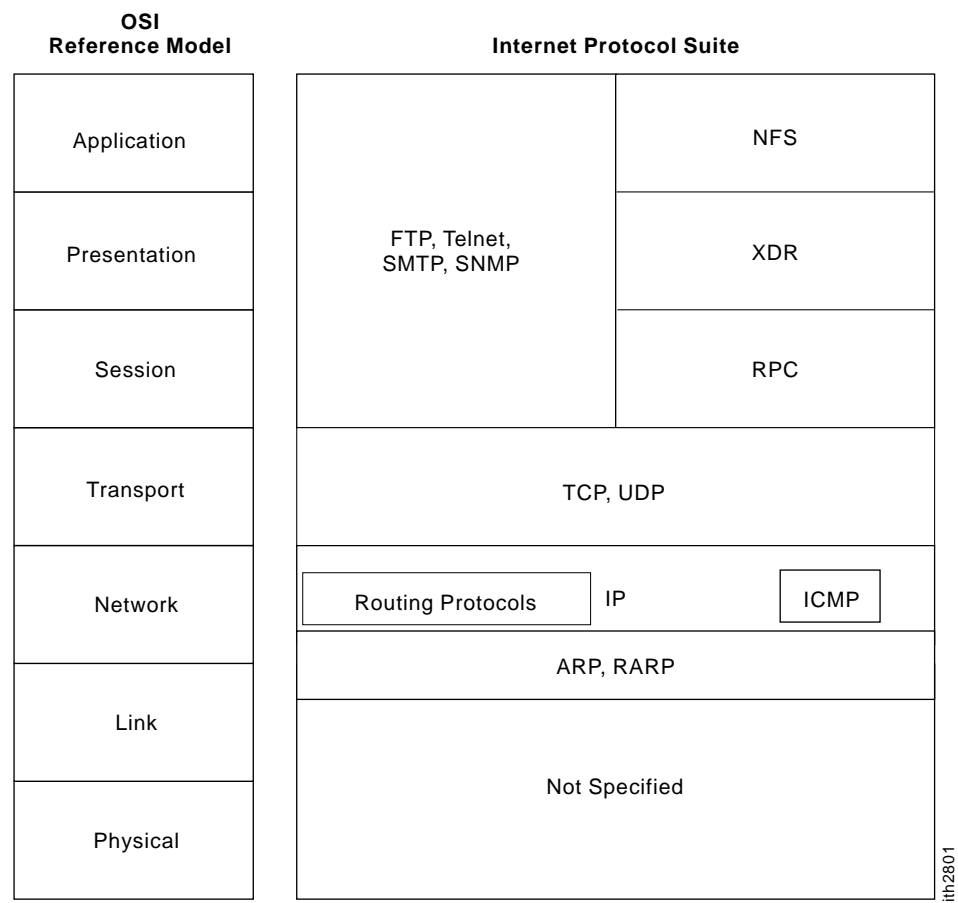 OSI
Reference Model
Internet Protocol Suite
Application
Presentation
Session
Transport
Network
Link
Physical
FTP, Telnet,
SMTP, SNMP
NFS
XDR
RPC
TCP, UDP
Routing Protocols
IP
ICMP
ARP, RARP
Not Specified
ith2801